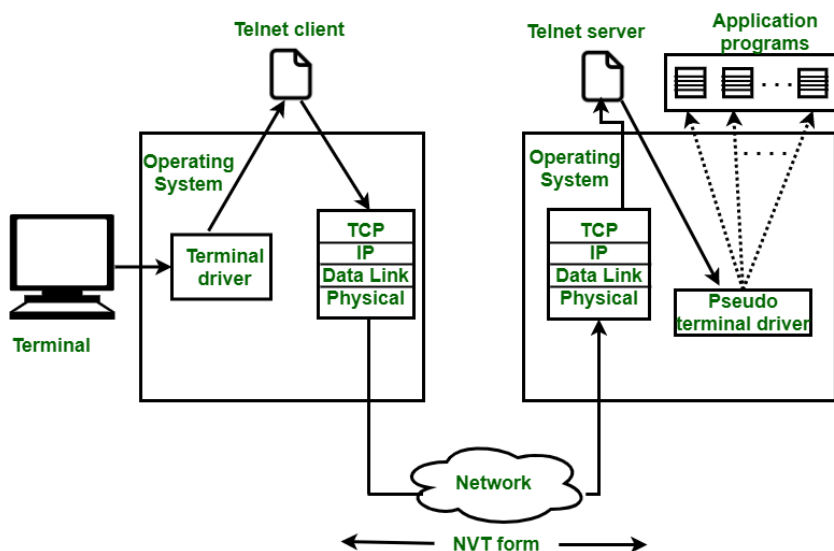 Telnet client
Telnet server
Application
programs
Operating
System
Operating
System
Terminal
driver
TCP
IP
Data Link
Physical
TCP
IP
Data Link
Physical
Pseudo
terminal driver
Terminal
Network
NVT form